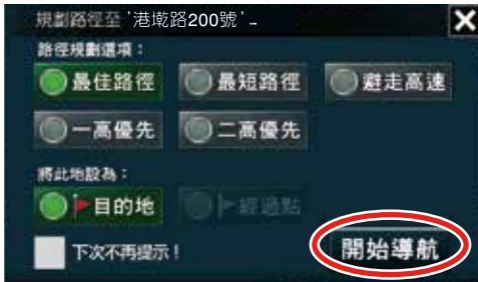 規劃路徑至 '港墘路200號' _
路徑規劃選項：
最佳路徑 最短路徑 避走高速
一高優先 二高優先
將此地設為：
目的地 經過點
下次不再提示！ 開始導航